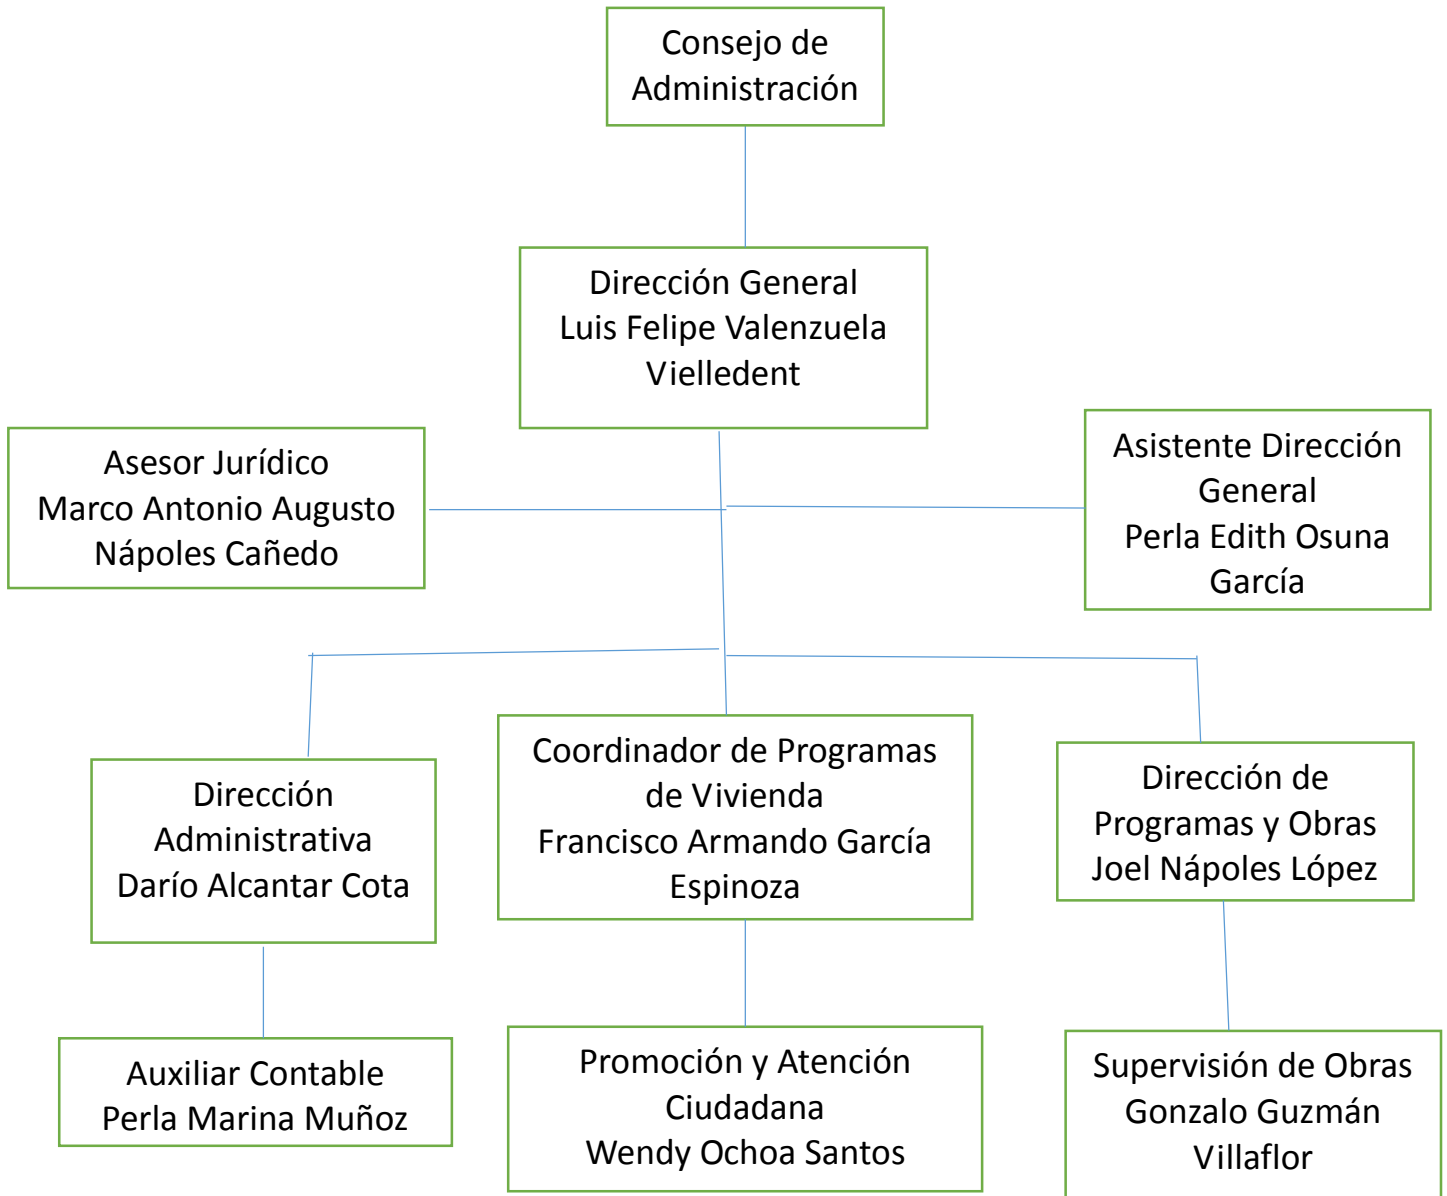 Consejo de
Administración
Dirección General
Luis Felipe Valenzuela
Vielledent
Asesor Jurídico
Marco Antonio Augusto
Nápoles Cañedo
Asistente Dirección
General
Perla Edith Osuna
García
Dirección
Administrativa
Darío Alcantar Cota
Coordinador de Programas
de Vivienda
Francisco Armando García
Espinoza
Dirección de
Programas y Obras
Joel Nápoles López
Auxiliar Contable
Perla Marina Muñoz
Promoción y Atención
Ciudadana
Wendy Ochoa Santos
Supervisión de Obras
Gonzalo Guzmán
Villaflor